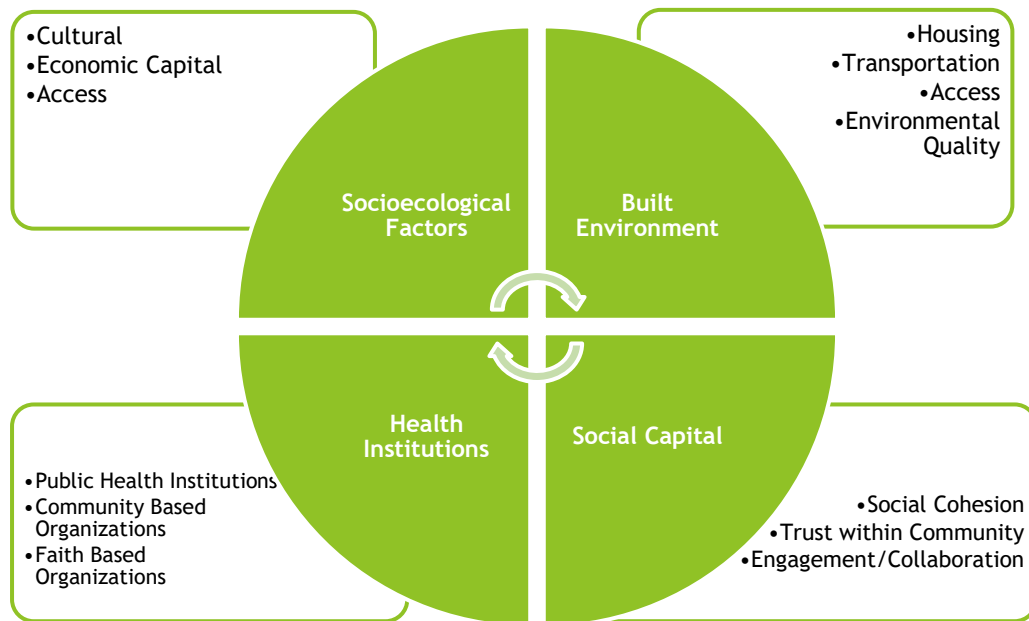 •Cultural
•Economic Capital
•Access
•Housing
•Transportation
•Access
•Environmental
Quality
Socioecological
Factors
Built
Environment
Health
Institutions
Social Capital
•Public Health Institutions
•Community Based
Organizations
•Faith Based
Organizations
•Social Cohesion
•Trust within Community
•Engagement/Collaboration